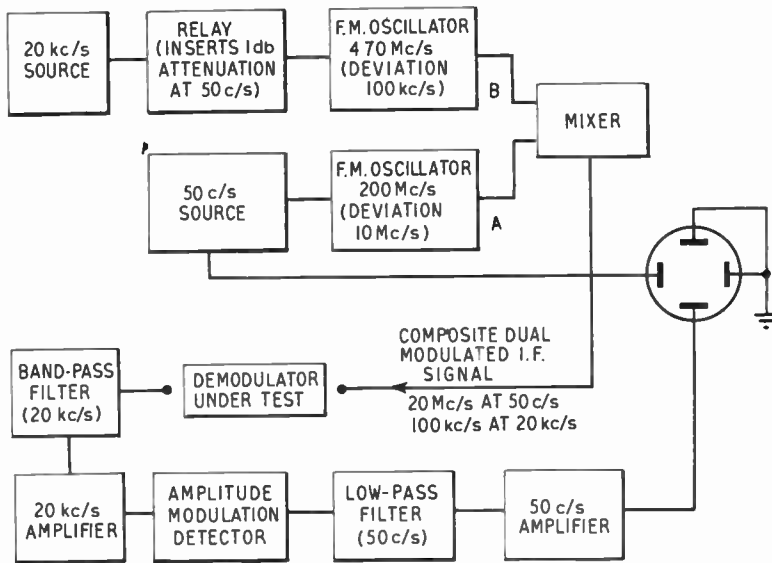 20 kc/s
SOURCE
RELAY
(INSERTS 1db
ATTENUATION
AT 50c/s)
F.M. OSCILLATOR
470 Mc/s
(DEVIATION
100 kc/s)
B
MIXER
50 c/s
SOURCE
F.M. OSCILLATOR
200 Mc/s
(DEVIATION
10 Mc/s)
A
COMPOSITE DUAL
MODULATED I.F.
SIGNAL
20 Mc/s AT 50 c/s
100 kc/s AT 20 kc/s
BAND-PASS
FILTER
(20 kc/s)
DEMODULATOR
UNDER TEST
20 kc/s
AMPLIFIER
AMPLITUDE
MODULATION
DETECTOR
LOW-PASS
FILTER
(50c/s)
50 c/s
AMPLIFIER